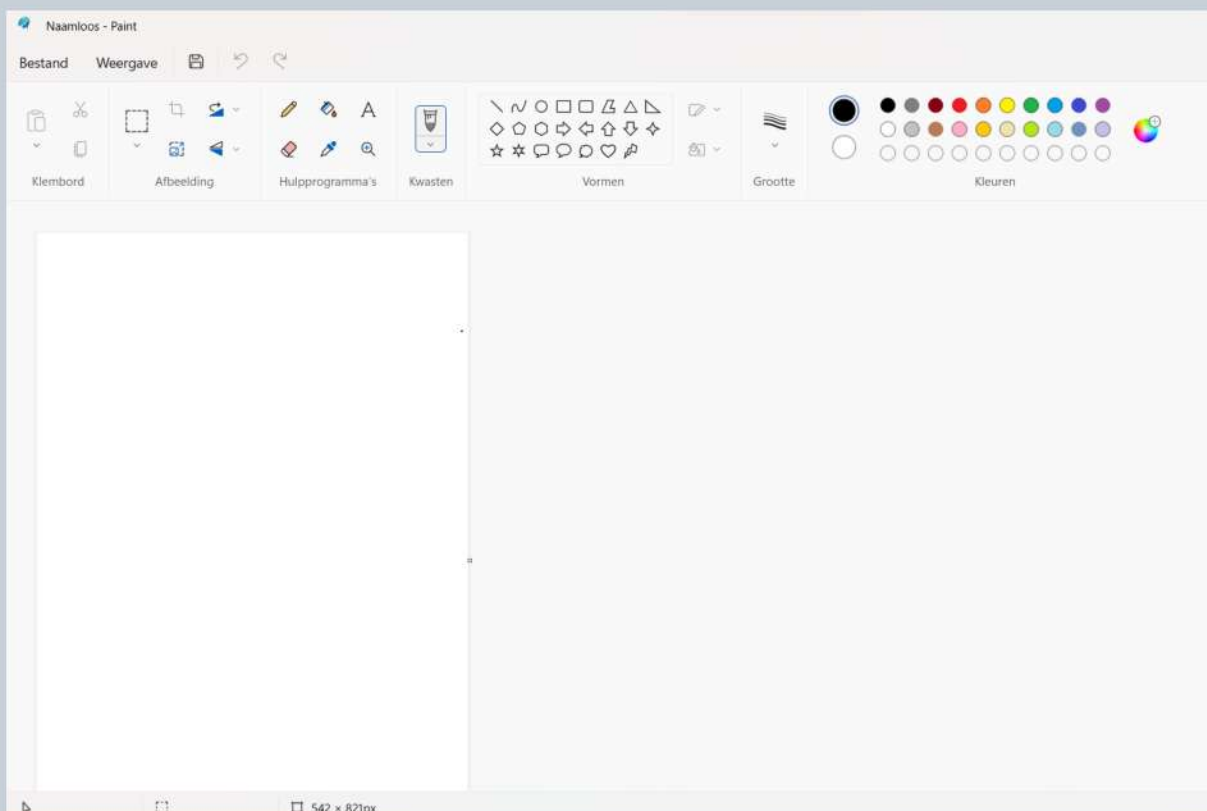 Naamloos - Paint
Bestand Weergave
Klembord Afbeelding Hulpprogramma's Kwasten Vormen Grootte Kleuren
542 × 821px